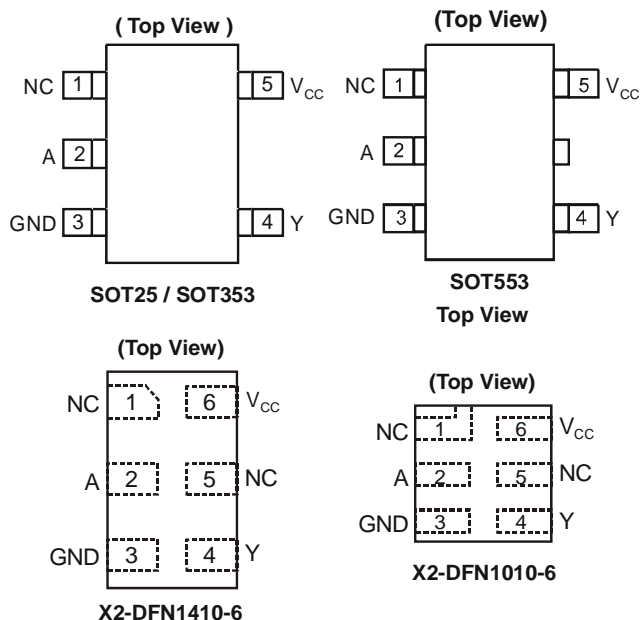 ( Top View )
NC 1 5 VCC
A 2
GND 3 4 Y
SOT25 / SOT353
(Top View)
NC 1 5 VCC
A 2
GND 3 4 Y
SOT553
Top View
(Top View)
NC 1 6 VCC
A 2 5 NC
GND 3 4 Y
X2-DFN1410-6
(Top View)
NC 1 6 VCC
A 2 5 NC
GND 3 4 Y
X2-DFN1010-6